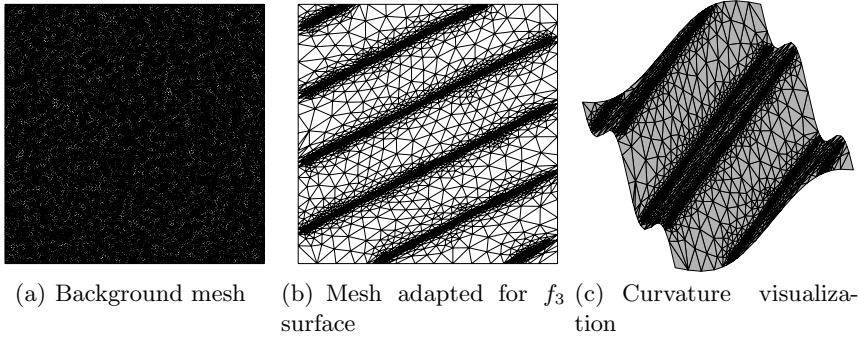 (a) Background mesh
(b) Mesh adapted for f₃
surface
(c) Curvature visualiza-
tion